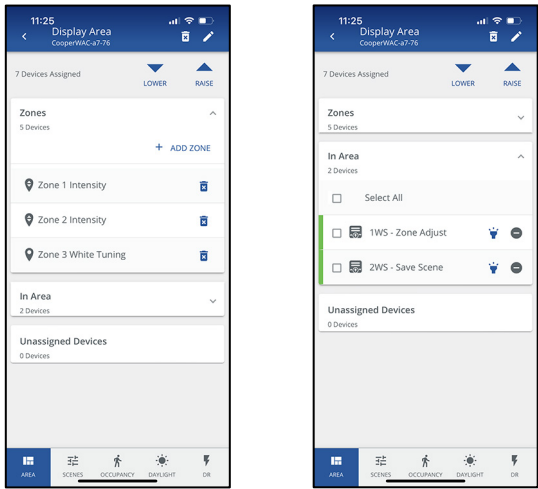 11:25
Display Area
CooperWAC-a7-76
7 Devices Assigned
LOWER
RAISE
Zones
5 Devices
+ ADD ZONE
Zone 1 Intensity
Zone 2 Intensity
Zone 3 White Tuning
In Area
2 Devices
Unassigned Devices
0 Devices
AREA
SCENES
OCCUPANCY
DAYLIGHT
DR
11:25
Display Area
CooperWAC-a7-76
7 Devices Assigned
LOWER
RAISE
Zones
5 Devices
In Area
2 Devices
Select All
1WS - Zone Adjust
2WS - Save Scene
Unassigned Devices
0 Devices
AREA
SCENES
OCCUPANCY
DAYLIGHT
DR